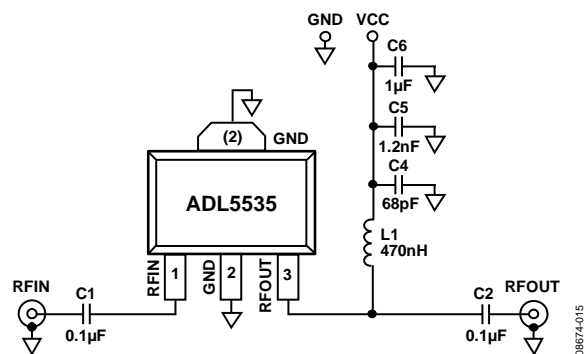 GND VCC
C6
1µF
C5
1.2nF
C4
68pF
L1
470nH
(2)
GND
ADL5535
RFIN
1
GND
2
RFOUT
3
RFIN
C1
0.1µF
C2
0.1µF
RFOUT
08674-015